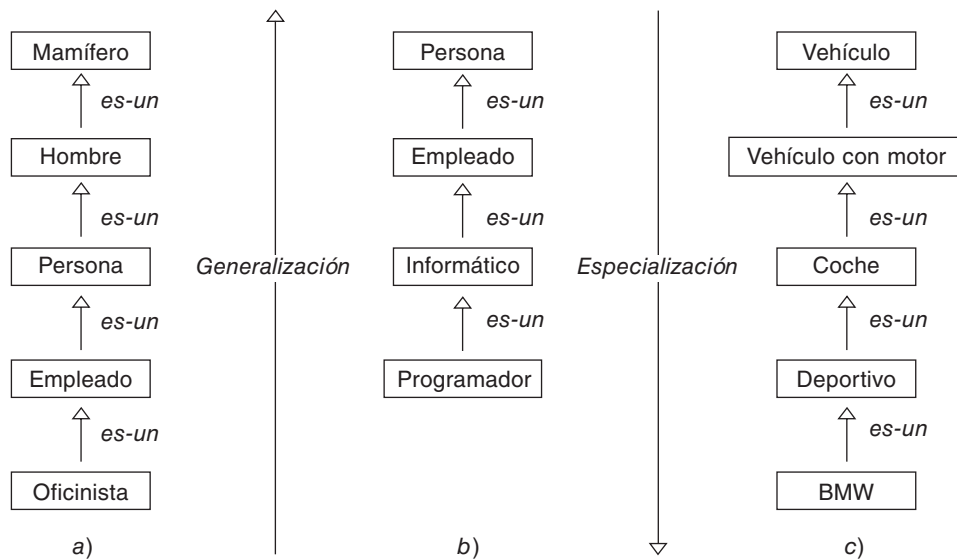 Mamífero
es-un
Hombre
es-un
Persona
es-un
Empleado
es-un
Oficinista
a)
Generalización
Persona
es-un
Empleado
es-un
Informático
es-un
Programador
b)
Especialización
Vehículo
es-un
Vehículo con motor
es-un
Coche
es-un
Deportivo
es-un
BMW
c)